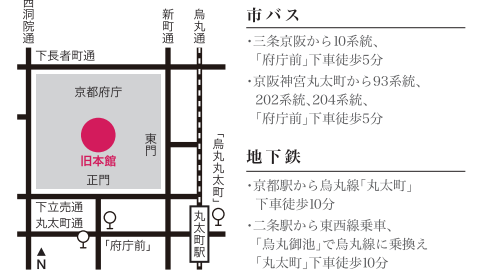 西洞院通
新町通
烏丸通
下長者町通
京都府庁
東門
旧本館
正門
「烏丸丸太町」
下立売通
丸太町通
丸太町駅
「府庁前」
N
市バス
・三条京阪から10系統、
「府庁前」下車徒歩5分
・京阪神宮丸太町から93系統、
202系統、204系統、
「府庁前」下車徒歩5分
地下鉄
・京都駅から烏丸線「丸太町」
下車徒歩10分
・二条駅から東西線乗車、
「烏丸御池」で烏丸線に乗換え
「丸太町」下車徒歩10分